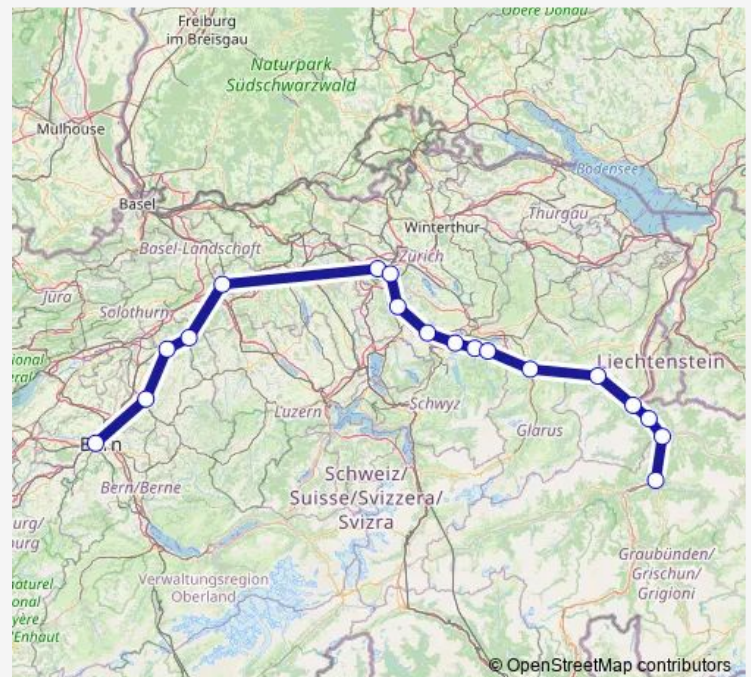 Obere Donau
Freiburg
im Breisgau
Naturpark
Südschwarzwald
Mulhouse
Bodensee
Basel
Thurgau
Winterthur
Basel-Landschaft
Zürich
Jura
Solothurn
Liechtenstein
Luzern
Schwyz
Glarus
Bern/Berne
Schweiz/
Suisse/Svizzera/
Svizra
Graubünden/
Grischun/
Grigioni
Verwaltungsregion
Oberland
'Enhaut
© OpenStreetMap contributors